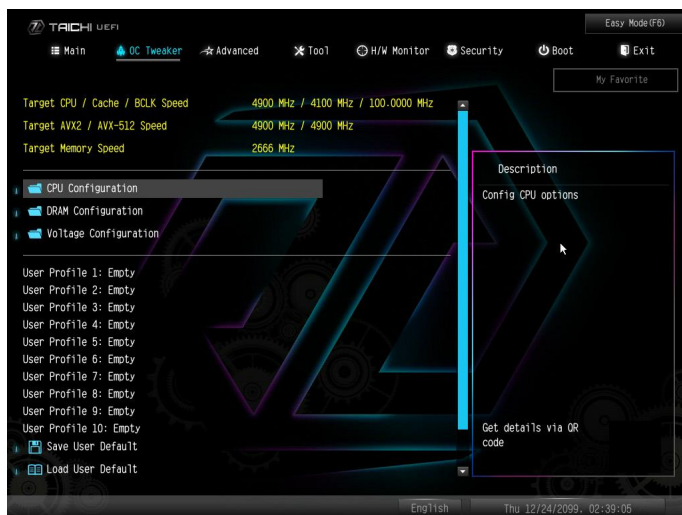 TAICHI UEFI
Easy Mode(F6)
Main OC Tweaker Advanced Tool H/W Monitor Security Boot Exit
My Favorite
Target CPU / Cache / BCLK Speed 4900 MHz / 4100 MHz / 100.0000 MHz
Target AVX2 / AVX-512 Speed 4900 MHz / 4900 MHz
Target Memory Speed 2666 MHz
Description
CPU Configuration
Config CPU options
DRAM Configuration
Voltage Configuration
User Profile 1: Empty
User Profile 2: Empty
User Profile 3: Empty
User Profile 4: Empty
User Profile 5: Empty
User Profile 6: Empty
User Profile 7: Empty
User Profile 8: Empty
User Profile 9: Empty
User Profile 10: Empty
Save User Default
Load User Default
Get details via QR
code
English
Thu 12/24/2099. 02:39:05